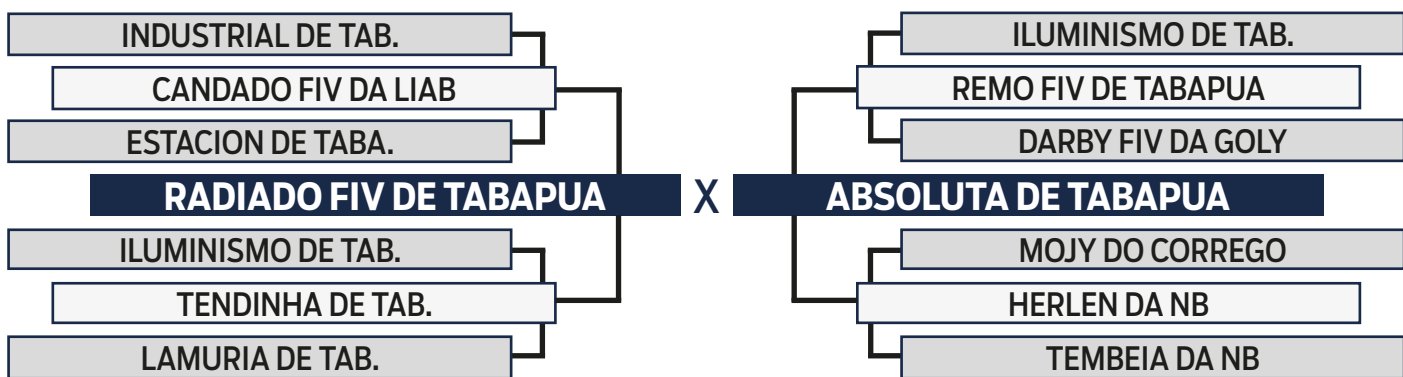 INDUSTRIAL DE TAB.
CANDADO FIV DA LIAB
ESTACION DE TABA.
RADIADO FIV DE TABAPUA
ILUMINISMO DE TAB.
TENDINHA DE TAB.
LAMURIA DE TAB.
X
ILUMINISMO DE TAB.
REMO FIV DE TABAPUA
DARBY FIV DA GOLY
ABSOLUTA DE TABAPUA
MOJY DO CORREGO
HERLEN DA NB
TEMBEIA DA NB